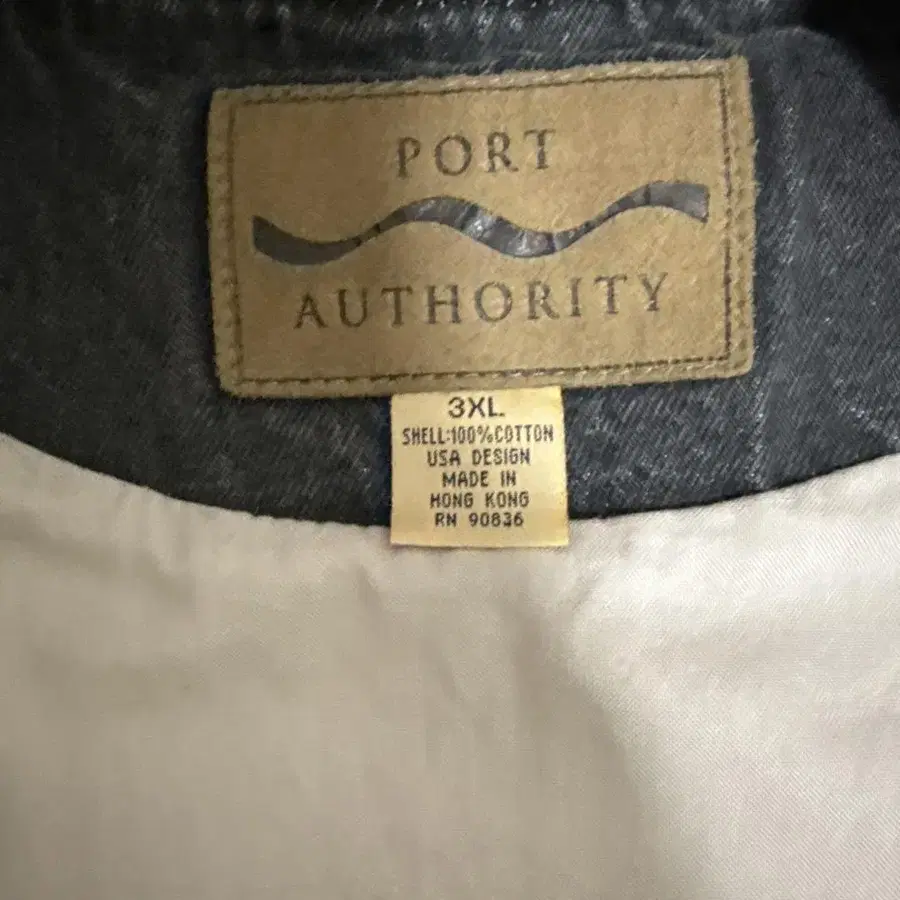 PORT
AUTHORITY
3XL
SHELL:100%COTTON
USA DESIGN
MADE IN
HONG KONG
RN 90836